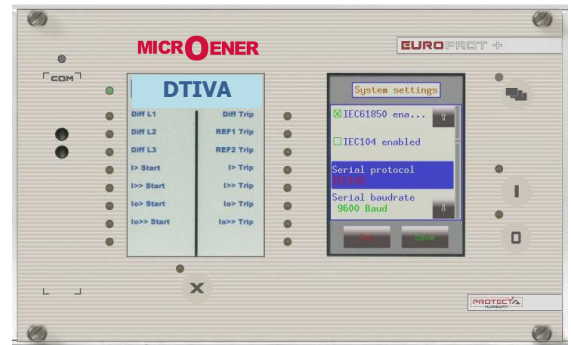 MICROENER
EUROPROT +
COM
DTIVA
Diff L1 Diff Trip
Diff L2 REF1 Trip
Diff L3 REF2 Trip
I> Start I> Trip
I>> Start I>> Trip
Io> Start Io> Trip
Io>> Start Io>> Trip
System settings
IEC61850 ena...
IEC104 enabled
Serial protocol
Serial baudrate
9600 Baud
Save
I
O
X
PROTECTA